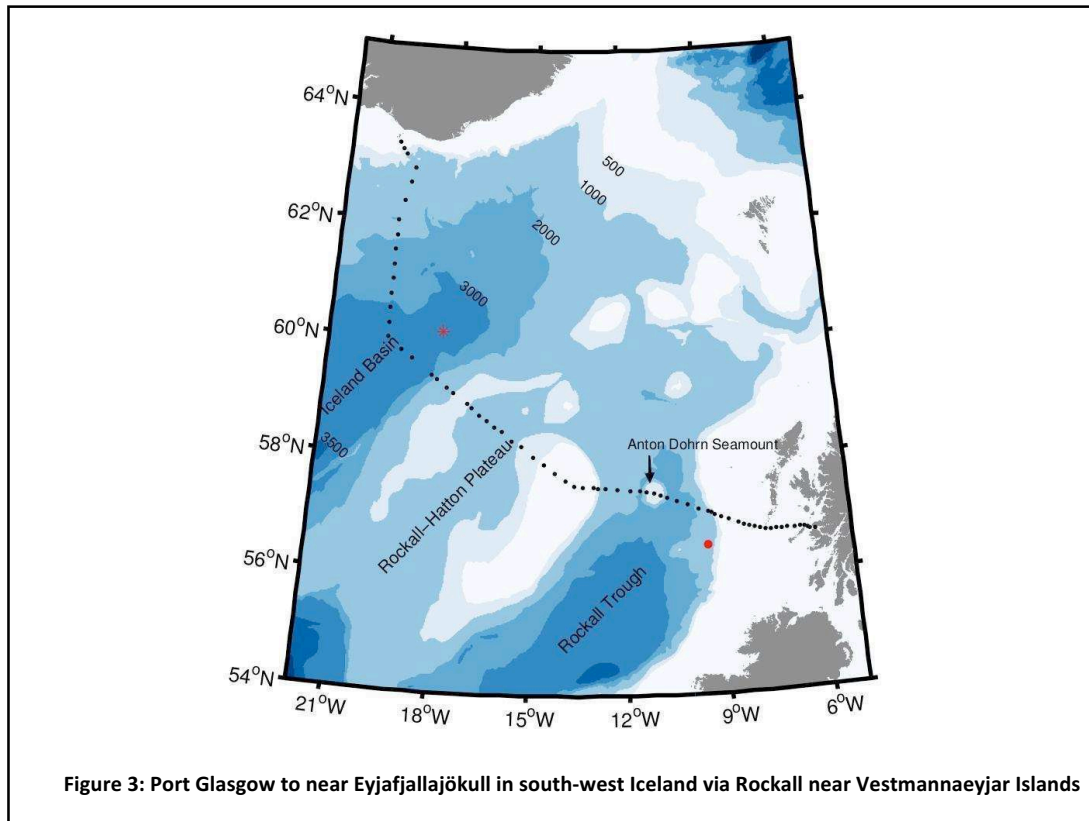 64°N
62°N
60°N
58°N
56°N
54°N
500
1000
2000
3000
3500
Iceland Basin
Rockall–Hatton Plateau
Anton Dohrn Seamount
Rockall Trough
21°W
18°W
15°W
12°W
9°W
6°W
Figure 3: Port Glasgow to near Eyjafjallajökull in south-west Iceland via Rockall near Vestmannaeyjar Islands